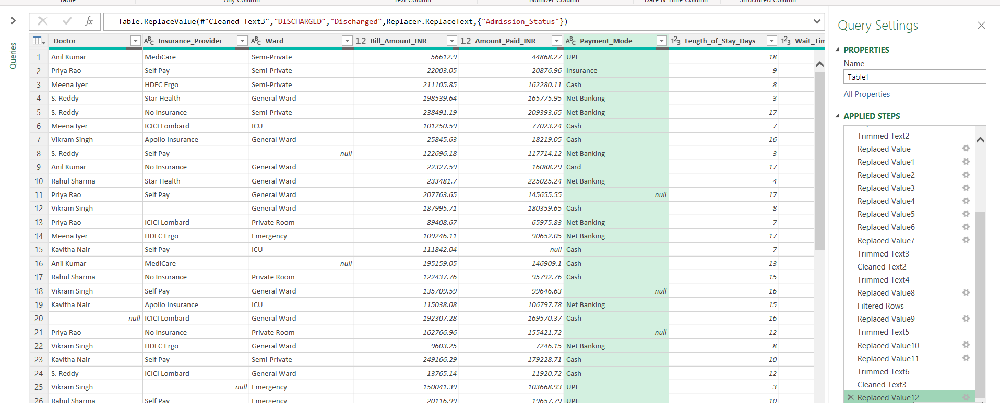 Table Any Column Text Column Number Column Date & Time Column Structured Column
fx = Table.ReplaceValue(#"Cleaned Text3","DISCHARGED","Discharged",Replacer.ReplaceText,{"Admission_Status"})
Queries
Doctor ABC Insurance_Provider ABC Ward 1.2 Bill_Amount_INR 1.2 Amount_Paid_INR ABC Payment_Mode 123 Length_of_Stay_Days 123 Wait_Tim
1 . Anil Kumar MediCare Semi-Private 56612.9 44868.27 UPI 18
2 . Priya Rao Self Pay Semi-Private 22003.05 20876.96 Insurance 9
3 . Meena Iyer HDFC Ergo Semi-Private 211105.85 162280.11 Cash 8
4 . S. Reddy Star Health General Ward 198539.64 165775.95 Net Banking 3
5 . S. Reddy No Insurance Semi-Private 238491.19 209393.65 Net Banking 17
6 . Meena Iyer ICICI Lombard ICU 101250.59 77023.24 Cash 7
7 . Vikram Singh Apollo Insurance General Ward 25845.63 18219.05 Cash 16
8 . S. Reddy Self Pay null 122696.18 117714.12 Net Banking 3
9 . Anil Kumar No Insurance General Ward 22327.59 16088.29 Card 17
10 . Rahul Sharma Star Health General Ward 233481.7 225025.24 Net Banking 4
11 . Priya Rao Self Pay General Ward 207763.65 145655.55 null 17
12 . Vikram Singh General Ward 187995.71 180359.65 Cash 8
13 . Priya Rao ICICI Lombard Private Room 89408.67 65975.83 Net Banking 7
14 . Meena Iyer HDFC Ergo Emergency 109246.11 90652.05 Net Banking 17
15 . Kavitha Nair Self Pay ICU 111842.04 null Cash 7
16 . Anil Kumar MediCare null 195159.05 146909.1 Cash 13
17 . Rahul Sharma No Insurance Private Room 122437.76 95792.76 Cash 15
18 . Vikram Singh Self Pay General Ward 135709.59 99646.63 null 16
19 . Kavitha Nair Apollo Insurance ICU 115038.08 106797.78 Net Banking 15
20 null ICICI Lombard General Ward 192307.28 169570.37 Cash 16
21 . Priya Rao No Insurance Private Room 162766.96 155421.72 null 12
22 . Vikram Singh HDFC Ergo General Ward 9603.25 7246.15 Net Banking 8
23 . Kavitha Nair Self Pay Semi-Private 249166.29 179228.71 Cash 10
24 . S. Reddy ICICI Lombard General Ward 13765.14 11920.72 Cash 12
25 . Vikram Singh null Emergency 150041.39 103668.93 UPI 3
26 . Rahul Sharma Self Pay Emergency 20116.99 19657.79 UPI 10
Query Settings
PROPERTIES
Name
Table1
All Properties
APPLIED STEPS
Trimmed Text2
Replaced Value
Replaced Value1
Replaced Value2
Replaced Value3
Replaced Value4
Replaced Value5
Replaced Value6
Replaced Value7
Trimmed Text3
Cleaned Text2
Trimmed Text4
Replaced Value8
Filtered Rows
Replaced Value9
Trimmed Text5
Replaced Value10
Replaced Value11
Trimmed Text6
Cleaned Text3
Replaced Value12